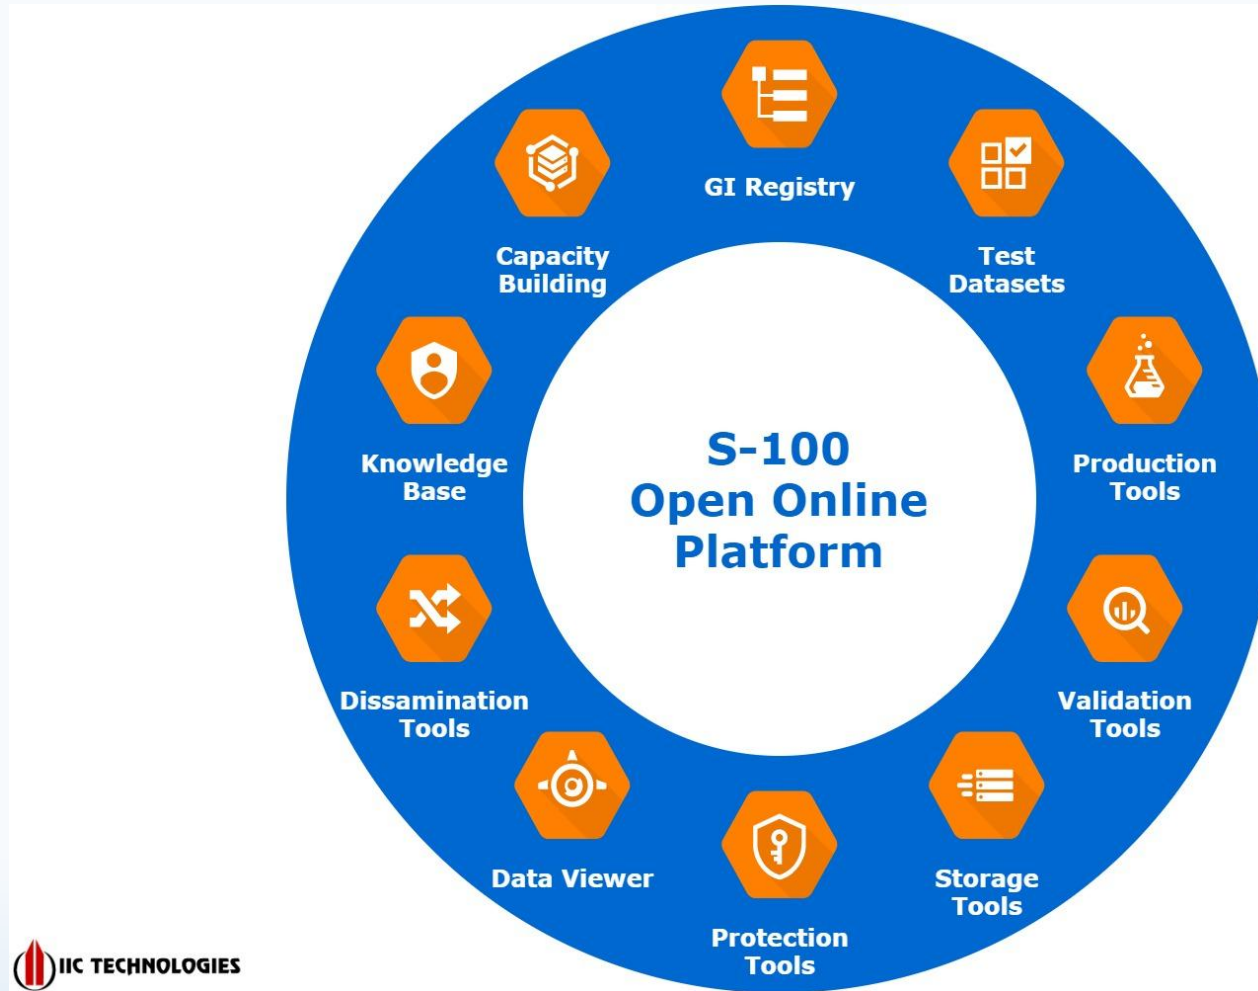 GI Registry
Test
Datasets
Production
Tools
Validation
Tools
Storage
Tools
Protection
Tools
Data Viewer
Dissamination
Tools
Knowledge
Base
Capacity
Building
S-100
Open Online
Platform
IIC TECHNOLOGIES